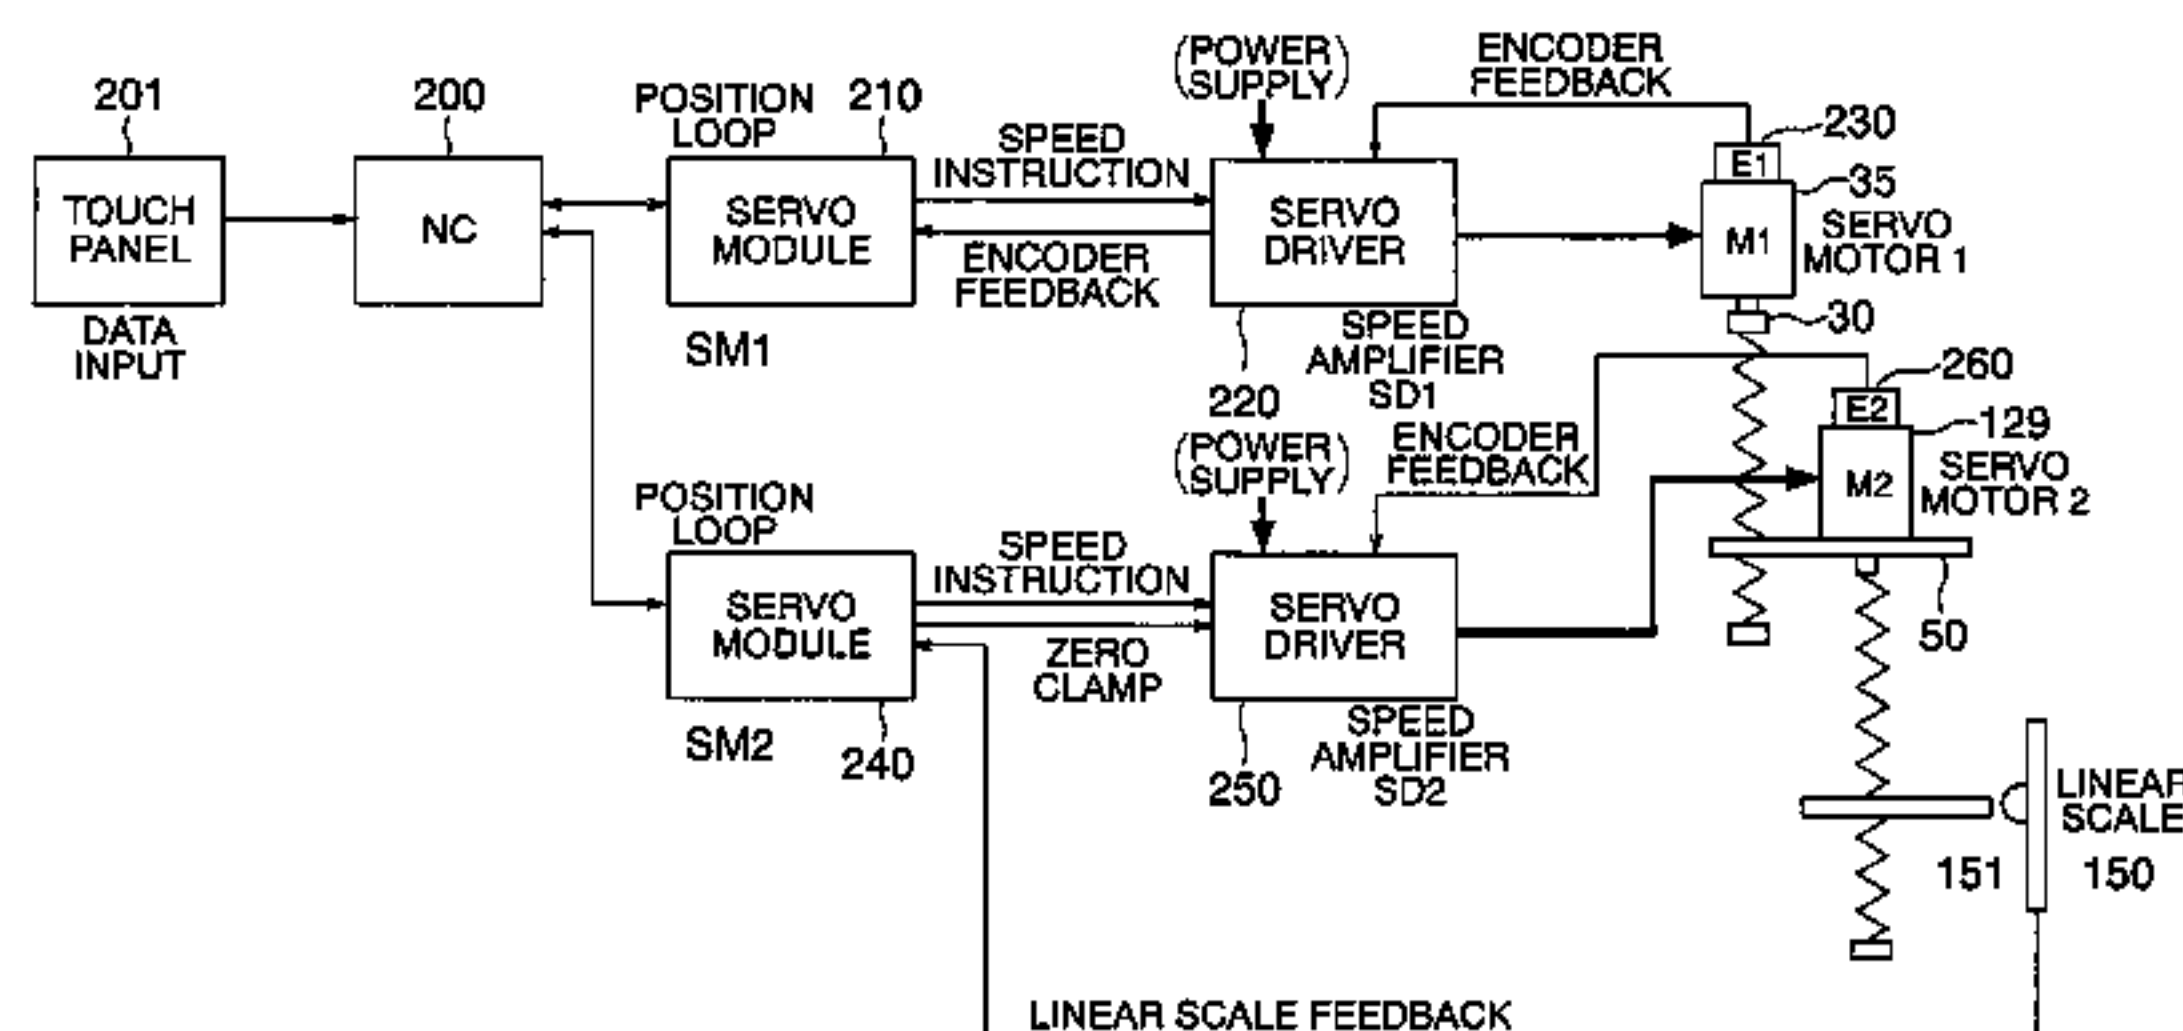 201
TOUCH
PANEL
DATA
INPUT
200
NC
POSITION
LOOP
210
SERVO
MODULE
SM1
SPEED
INSTRUCTION
ENCODER
FEEDBACK
(POWER
SUPPLY)
SERVO
DRIVER
220
SPEED
AMPLIFIER
SD1
ENCODER
FEEDBACK
230
E1
35
M1
SERVO
MOTOR 1
30
POSITION
LOOP
SERVO
MODULE
SM2
240
SPEED
INSTRUCTION
ZERO
CLAMP
(POWER
SUPPLY)
SERVO
DRIVER
250
SPEED
AMPLIFIER
SD2
ENCODER
FEEDBACK
260
E2
129
M2
SERVO
MOTOR 2
50
LINEAR
SCALE
151
150
LINEAR SCALE FEEDBACK